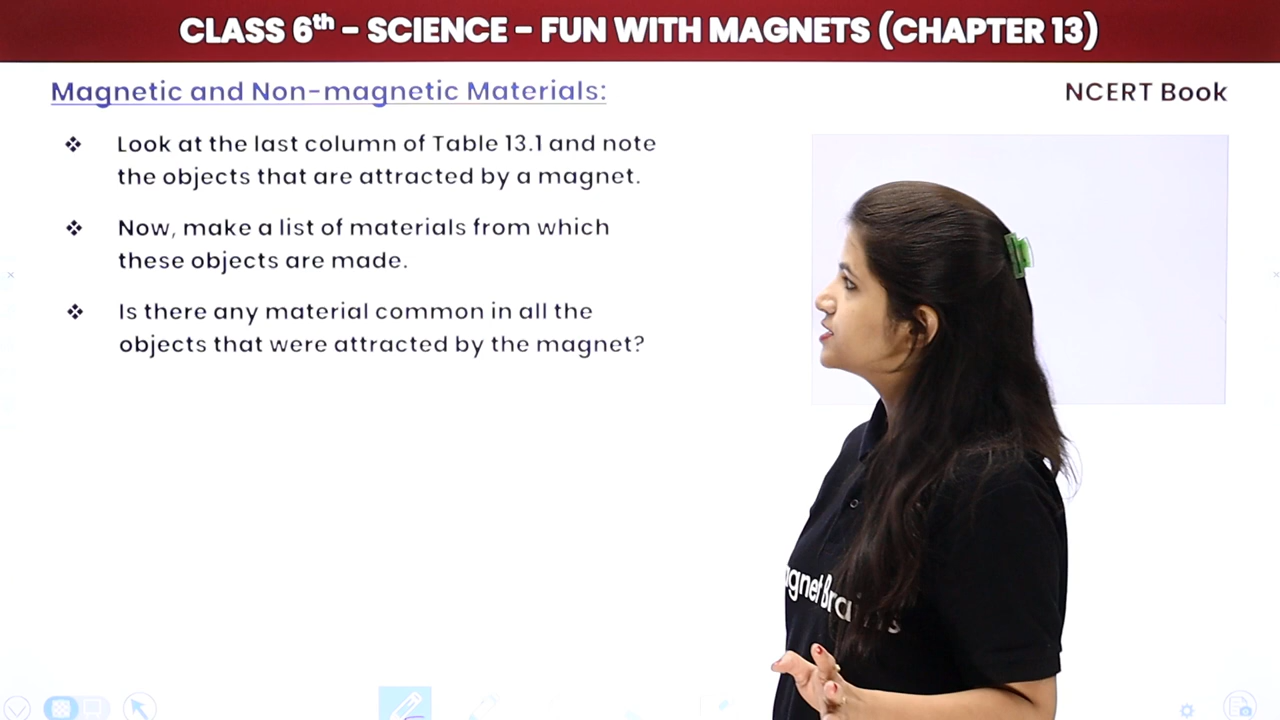 CLASS 6th – SCIENCE – FUN WITH MAGNETS (CHAPTER 13)
Magnetic and Non-magnetic Materials:
NCERT Book
❖ Look at the last column of Table 13.1 and note
the objects that are attracted by a magnet.
❖ Now, make a list of materials from which
these objects are made.
❖ Is there any material common in all the
objects that were attracted by the magnet?
agnet Brains